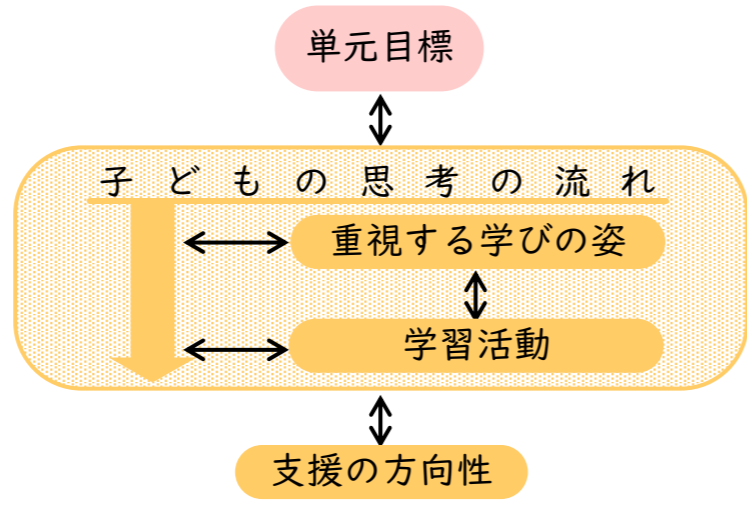 単元目標
子どもの思考の流れ
重視する学びの姿
学習活動
支援の方向性